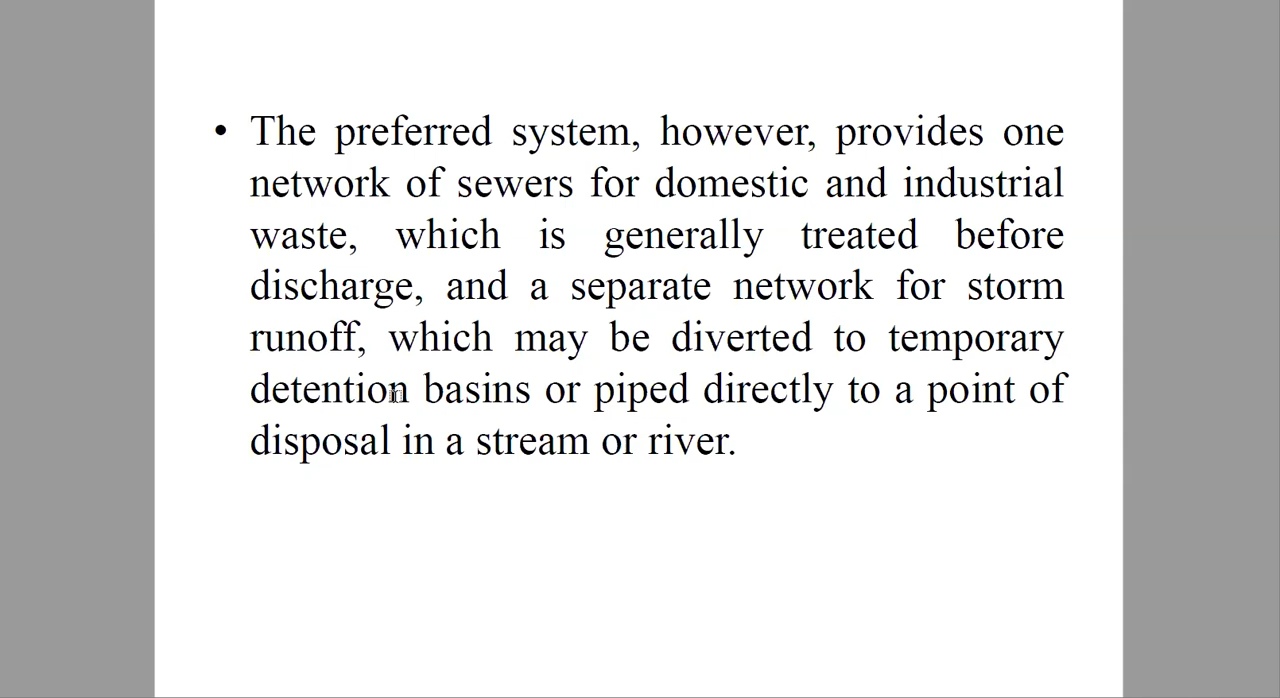 • The preferred system, however, provides one
network of sewers for domestic and industrial
waste, which is generally treated before
discharge, and a separate network for storm
runoff, which may be diverted to temporary
detention basins or piped directly to a point of
disposal in a stream or river.